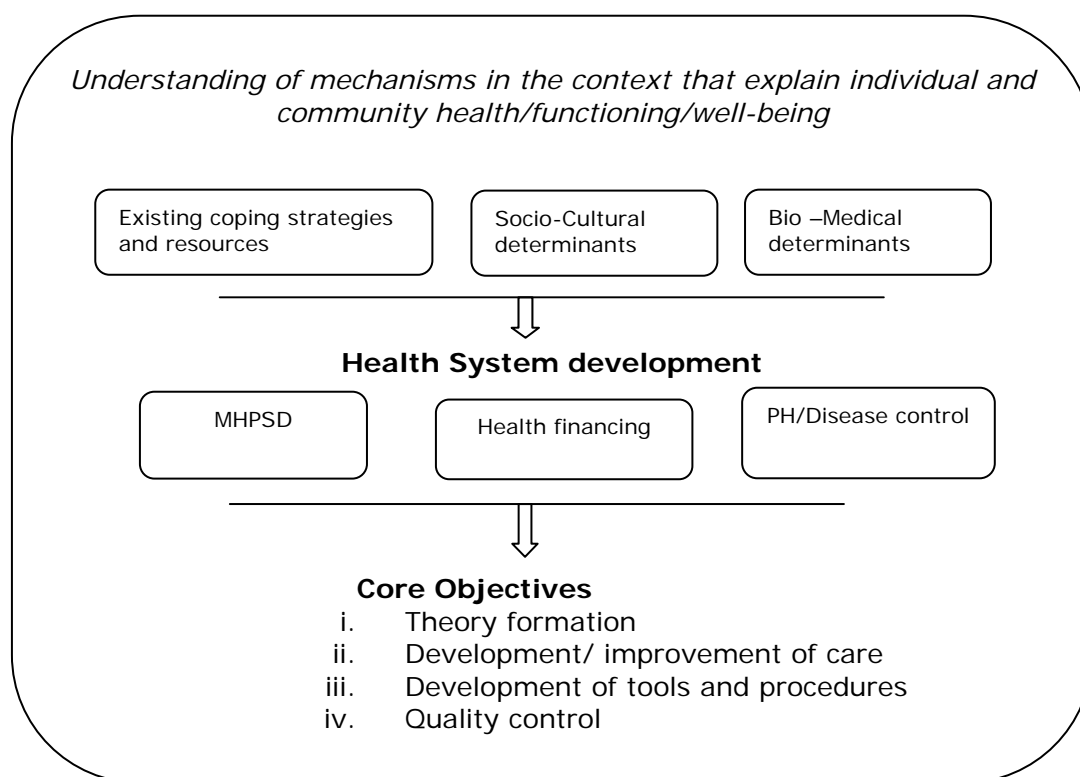 Understanding of mechanisms in the context that explain individual and
community health/functioning/well-being
Existing coping strategies
and resources
Socio-Cultural
determinants
Bio –Medical
determinants
Health System development
MHPSD
Health financing
PH/Disease control
Core Objectives
i. Theory formation
ii. Development/ improvement of care
iii. Development of tools and procedures
iv. Quality control